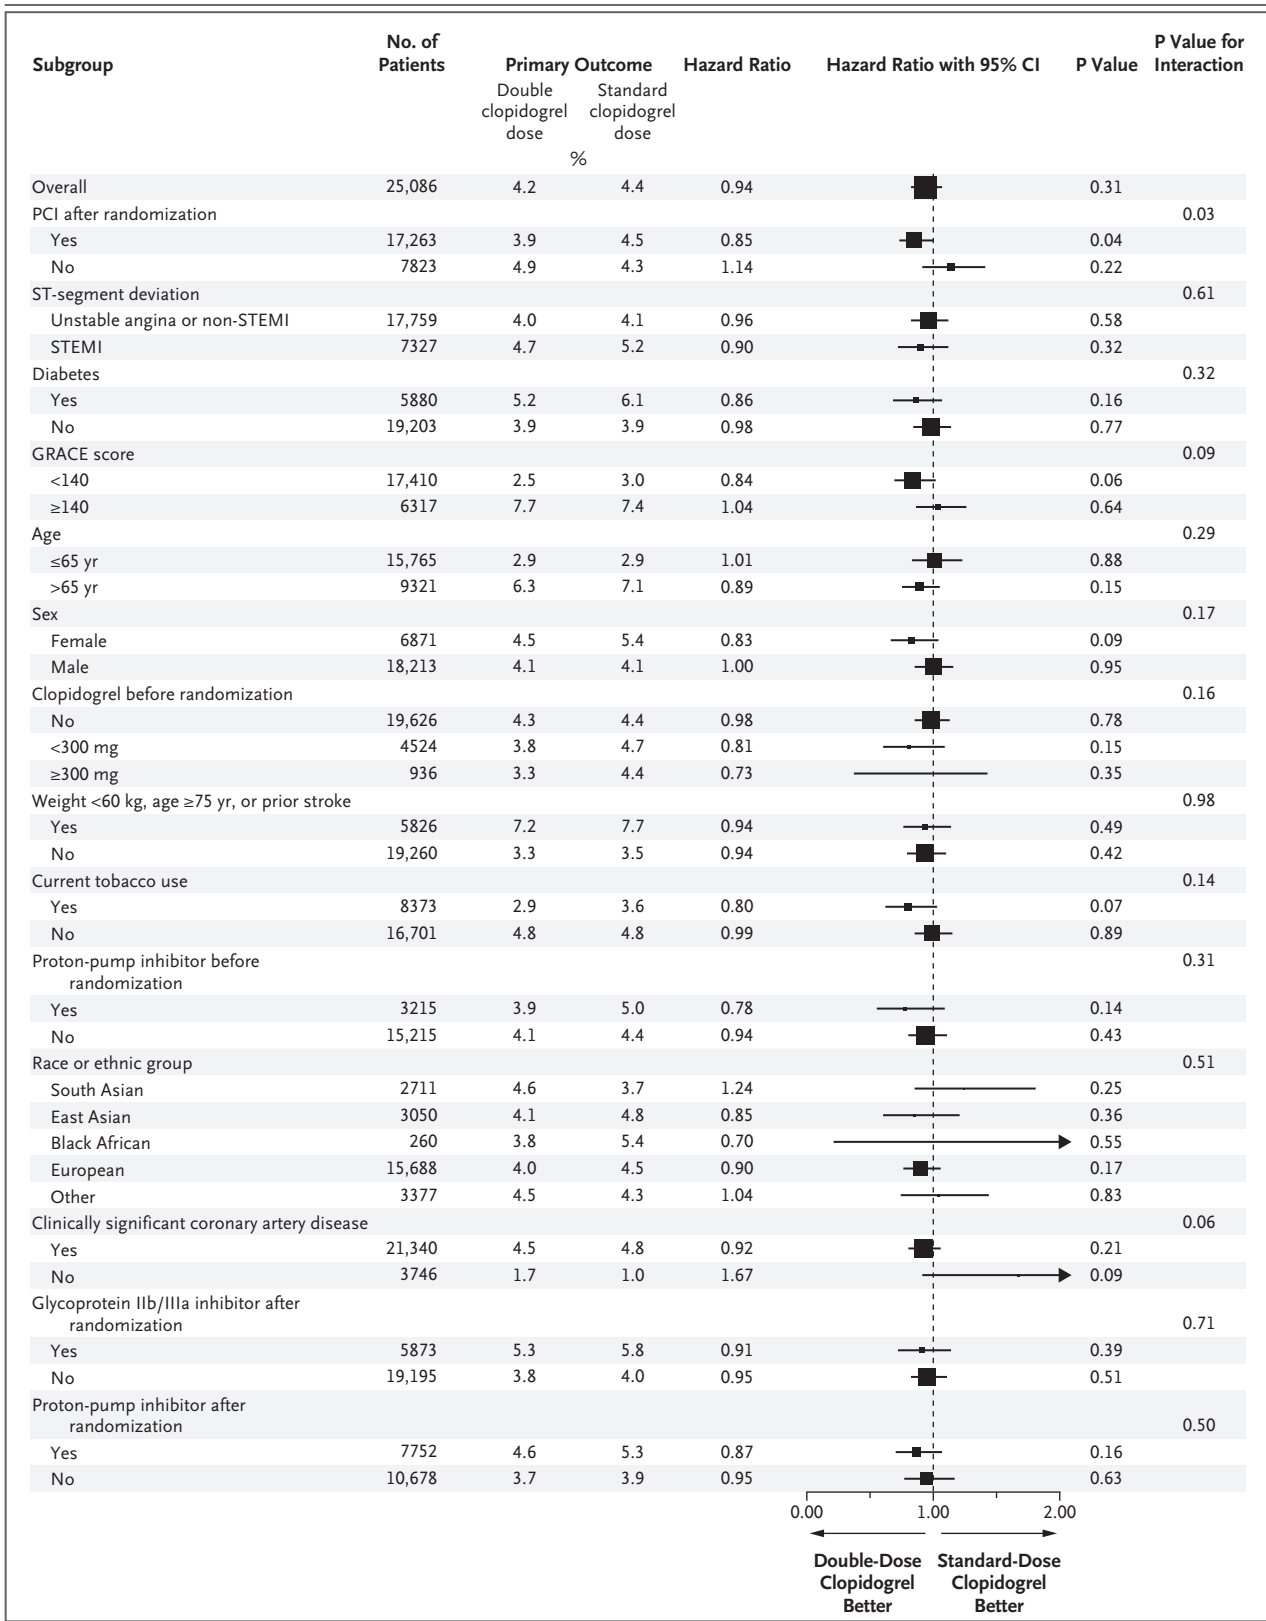 Subgroup No. of Patients Primary Outcome Hazard Ratio Hazard Ratio with 95% CI P Value P Value for Interaction
Double clopidogrel dose Standard clopidogrel dose
%
Overall 25,086 4.2 4.4 0.94 0.31
PCI after randomization 0.03
Yes 17,263 3.9 4.5 0.85 0.04
No 7823 4.9 4.3 1.14 0.22
ST-segment deviation 0.61
Unstable angina or non-STEMI 17,759 4.0 4.1 0.96 0.58
STEMI 7327 4.7 5.2 0.90 0.32
Diabetes 0.32
Yes 5880 5.2 6.1 0.86 0.16
No 19,203 3.9 3.9 0.98 0.77
GRACE score 0.09
<140 17,410 2.5 3.0 0.84 0.06
≥140 6317 7.7 7.4 1.04 0.64
Age 0.29
≤65 yr 15,765 2.9 2.9 1.01 0.88
>65 yr 9321 6.3 7.1 0.89 0.15
Sex 0.17
Female 6871 4.5 5.4 0.83 0.09
Male 18,213 4.1 4.1 1.00 0.95
Clopidogrel before randomization 0.16
No 19,626 4.3 4.4 0.98 0.78
<300 mg 4524 3.8 4.7 0.81 0.15
≥300 mg 936 3.3 4.4 0.73 0.35
Weight <60 kg, age ≥75 yr, or prior stroke 0.98
Yes 5826 7.2 7.7 0.94 0.49
No 19,260 3.3 3.5 0.94 0.42
Current tobacco use 0.14
Yes 8373 2.9 3.6 0.80 0.07
No 16,701 4.8 4.8 0.99 0.89
Proton-pump inhibitor before 0.31
randomization
Yes 3215 3.9 5.0 0.78 0.14
No 15,215 4.1 4.4 0.94 0.43
Race or ethnic group 0.51
South Asian 2711 4.6 3.7 1.24 0.25
East Asian 3050 4.1 4.8 0.85 0.36
Black African 260 3.8 5.4 0.70 0.55
European 15,688 4.0 4.5 0.90 0.17
Other 3377 4.5 4.3 1.04 0.83
Clinically significant coronary artery disease 0.06
Yes 21,340 4.5 4.8 0.92 0.21
No 3746 1.7 1.0 1.67 0.09
Glycoprotein IIb/IIIa inhibitor after
randomization 0.71
Yes 5873 5.3 5.8 0.91 0.39
No 19,195 3.8 4.0 0.95 0.51
Proton-pump inhibitor after
randomization 0.50
Yes 7752 4.6 5.3 0.87 0.16
No 10,678 3.7 3.9 0.95 0.63
0.00 1.00 2.00
Double-Dose Standard-Dose
Clopidogrel Clopidogrel
Better Better